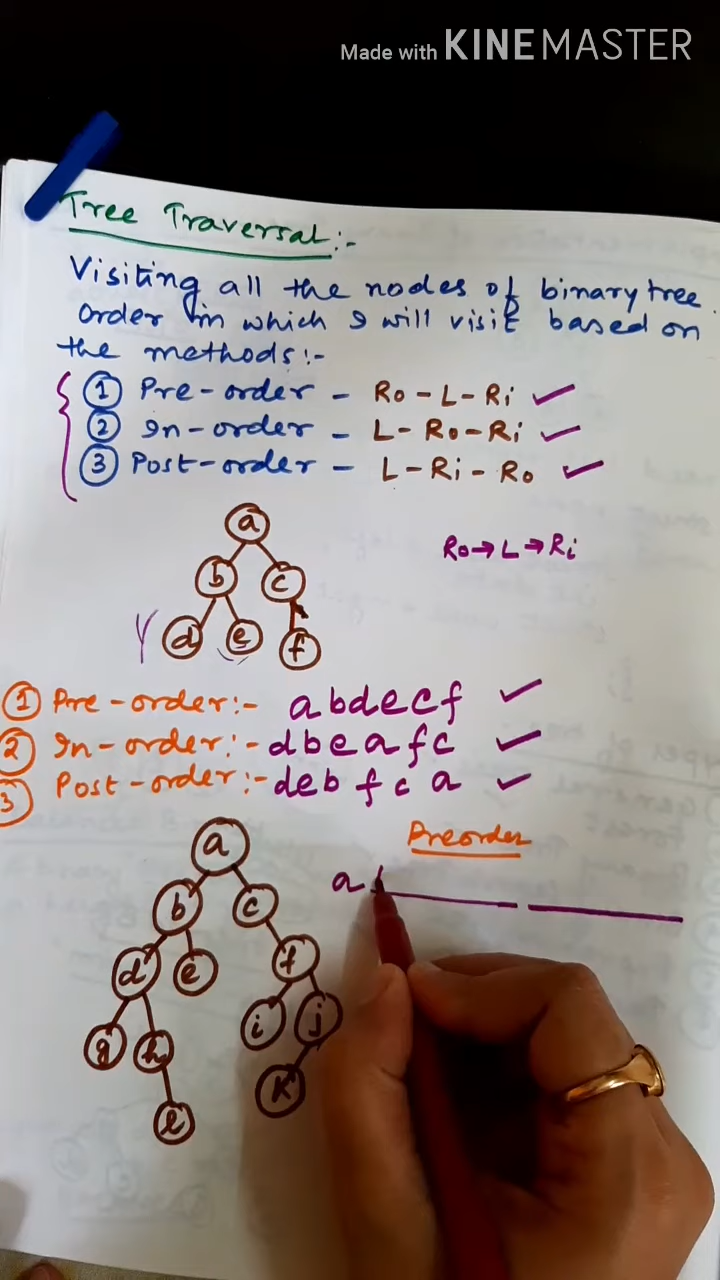 Made with KINEMASTER
Tree Traversal:-
Visiting all the nodes of binary tree.
Order in which I will visit based on
the methods:-
1 Pre-order - Ro - L - Ri
2 In-order - L - Ro - Ri
3 Post-order - L - Ri - Ro
a
Ro→L→Ri
b c
d e f
1 Pre-order:- abdecf
2 In-order:- dbeafc
3 Post-order:- debfca
Preorder
a
a
b c
d e f
g h i j
l k